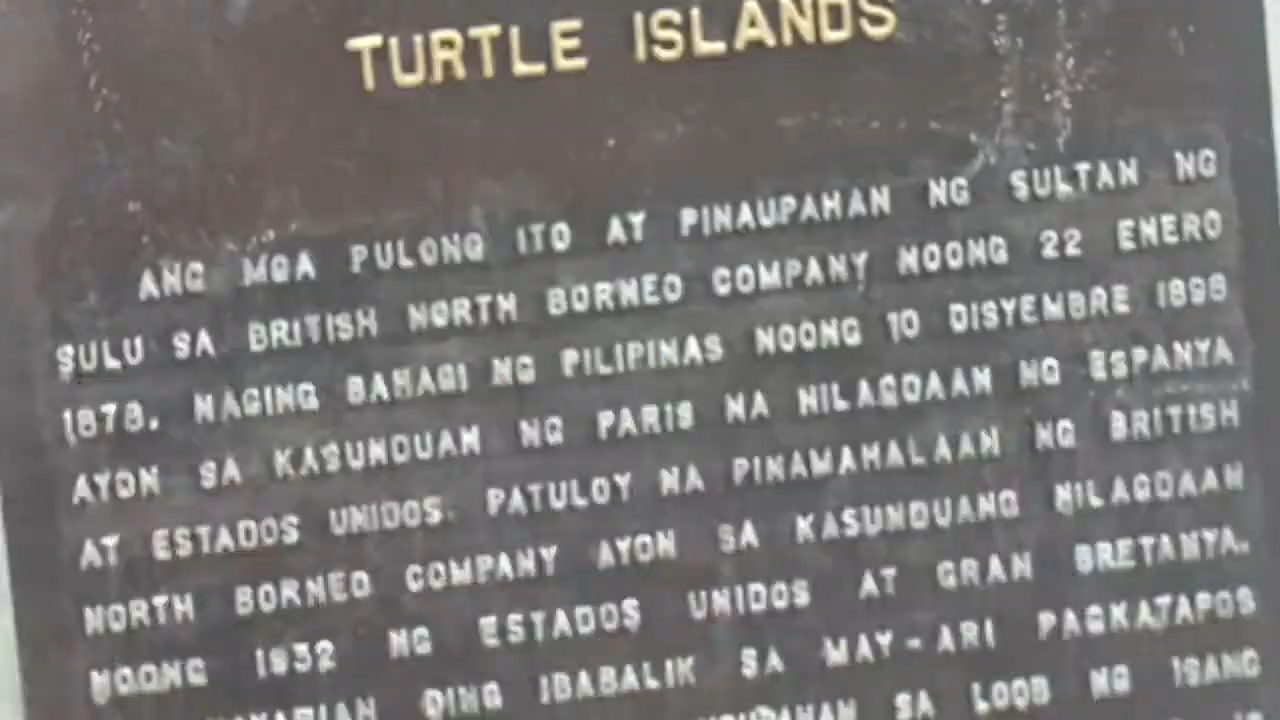 TURTLE ISLANDS
ANG MGA PULONG ITO AY PINAUPAHAN NG SULTAN NG
SULU SA BRITISH NORTH BORNEO COMPANY NOONG 22 ENERO
1878. NAGING BAHAGI NG PILIPINAS NOONG 10 DISYEMBRE 1898
AYON SA KASUNDUAN NG PARIS NA NILAGDAAN NG ESPANYA
AT ESTADOS UNIDOS. PATULOY NA PINAMAHALAAN NG BRITISH
NORTH BORNEO COMPANY AYON SA KASUNDUANG NILAGDAAN
NOONG 1932 NG ESTADOS UNIDOS AT GRAN BRETANYA.
DING IBABALIK SA MAY-ARI PAGKATAPOS
SA LOOB NG ISANG